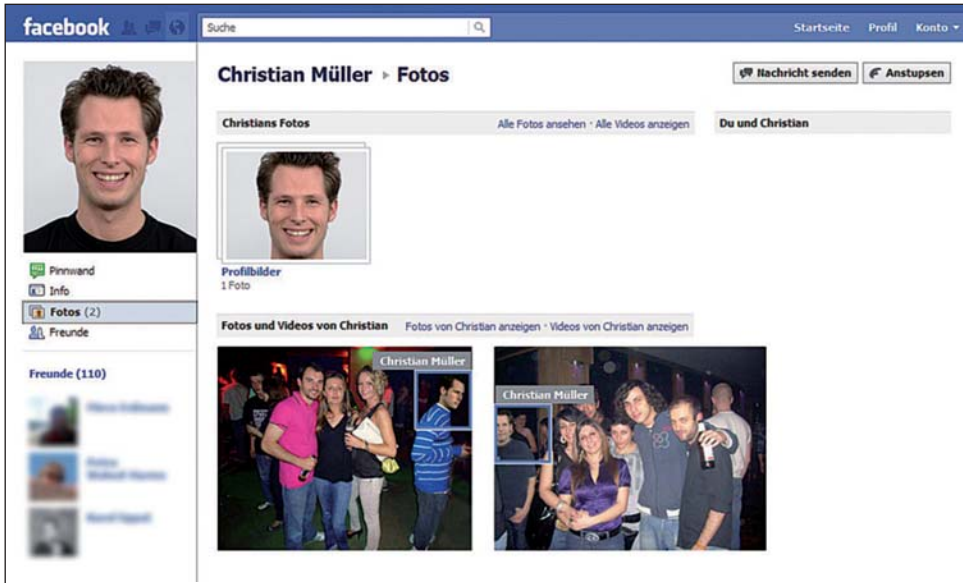 facebook
Suche
Startseite Profil Konto
Christian Müller ▸ Fotos
Nachricht senden
Anstupsen
Christians Fotos
Alle Fotos ansehen · Alle Videos anzeigen
Du und Christian
Profilbilder
1 Foto
Pinnwand
Info
Fotos (2)
Freunde
Fotos und Videos von Christian
Fotos von Christian anzeigen · Videos von Christian anzeigen
Christian Müller
Christian Müller
Freunde (110)